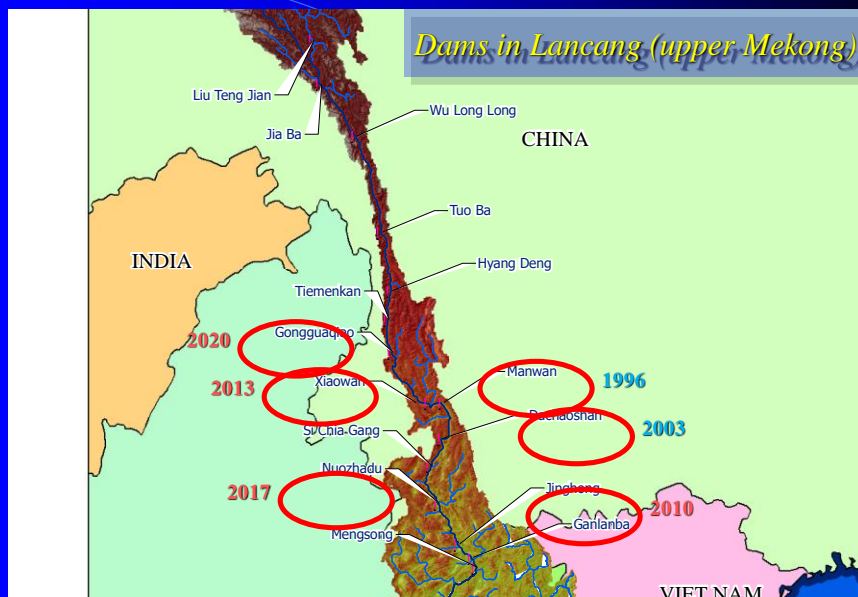 Dams in Lancang (upper Mekong)
Liu Teng Jian
Wu Long Long
Jia Ba
CHINA
Tuo Ba
INDIA
Hyang Deng
Tiemenkan
2020
Gongguaqiao
Manwan
1996
2013
Xiaowan
Dachaoshan
2003
Si Chia Gang
Nuozhadu
2017
Jinghong
2010
Ganlanba
Mengsong
VIET NAM